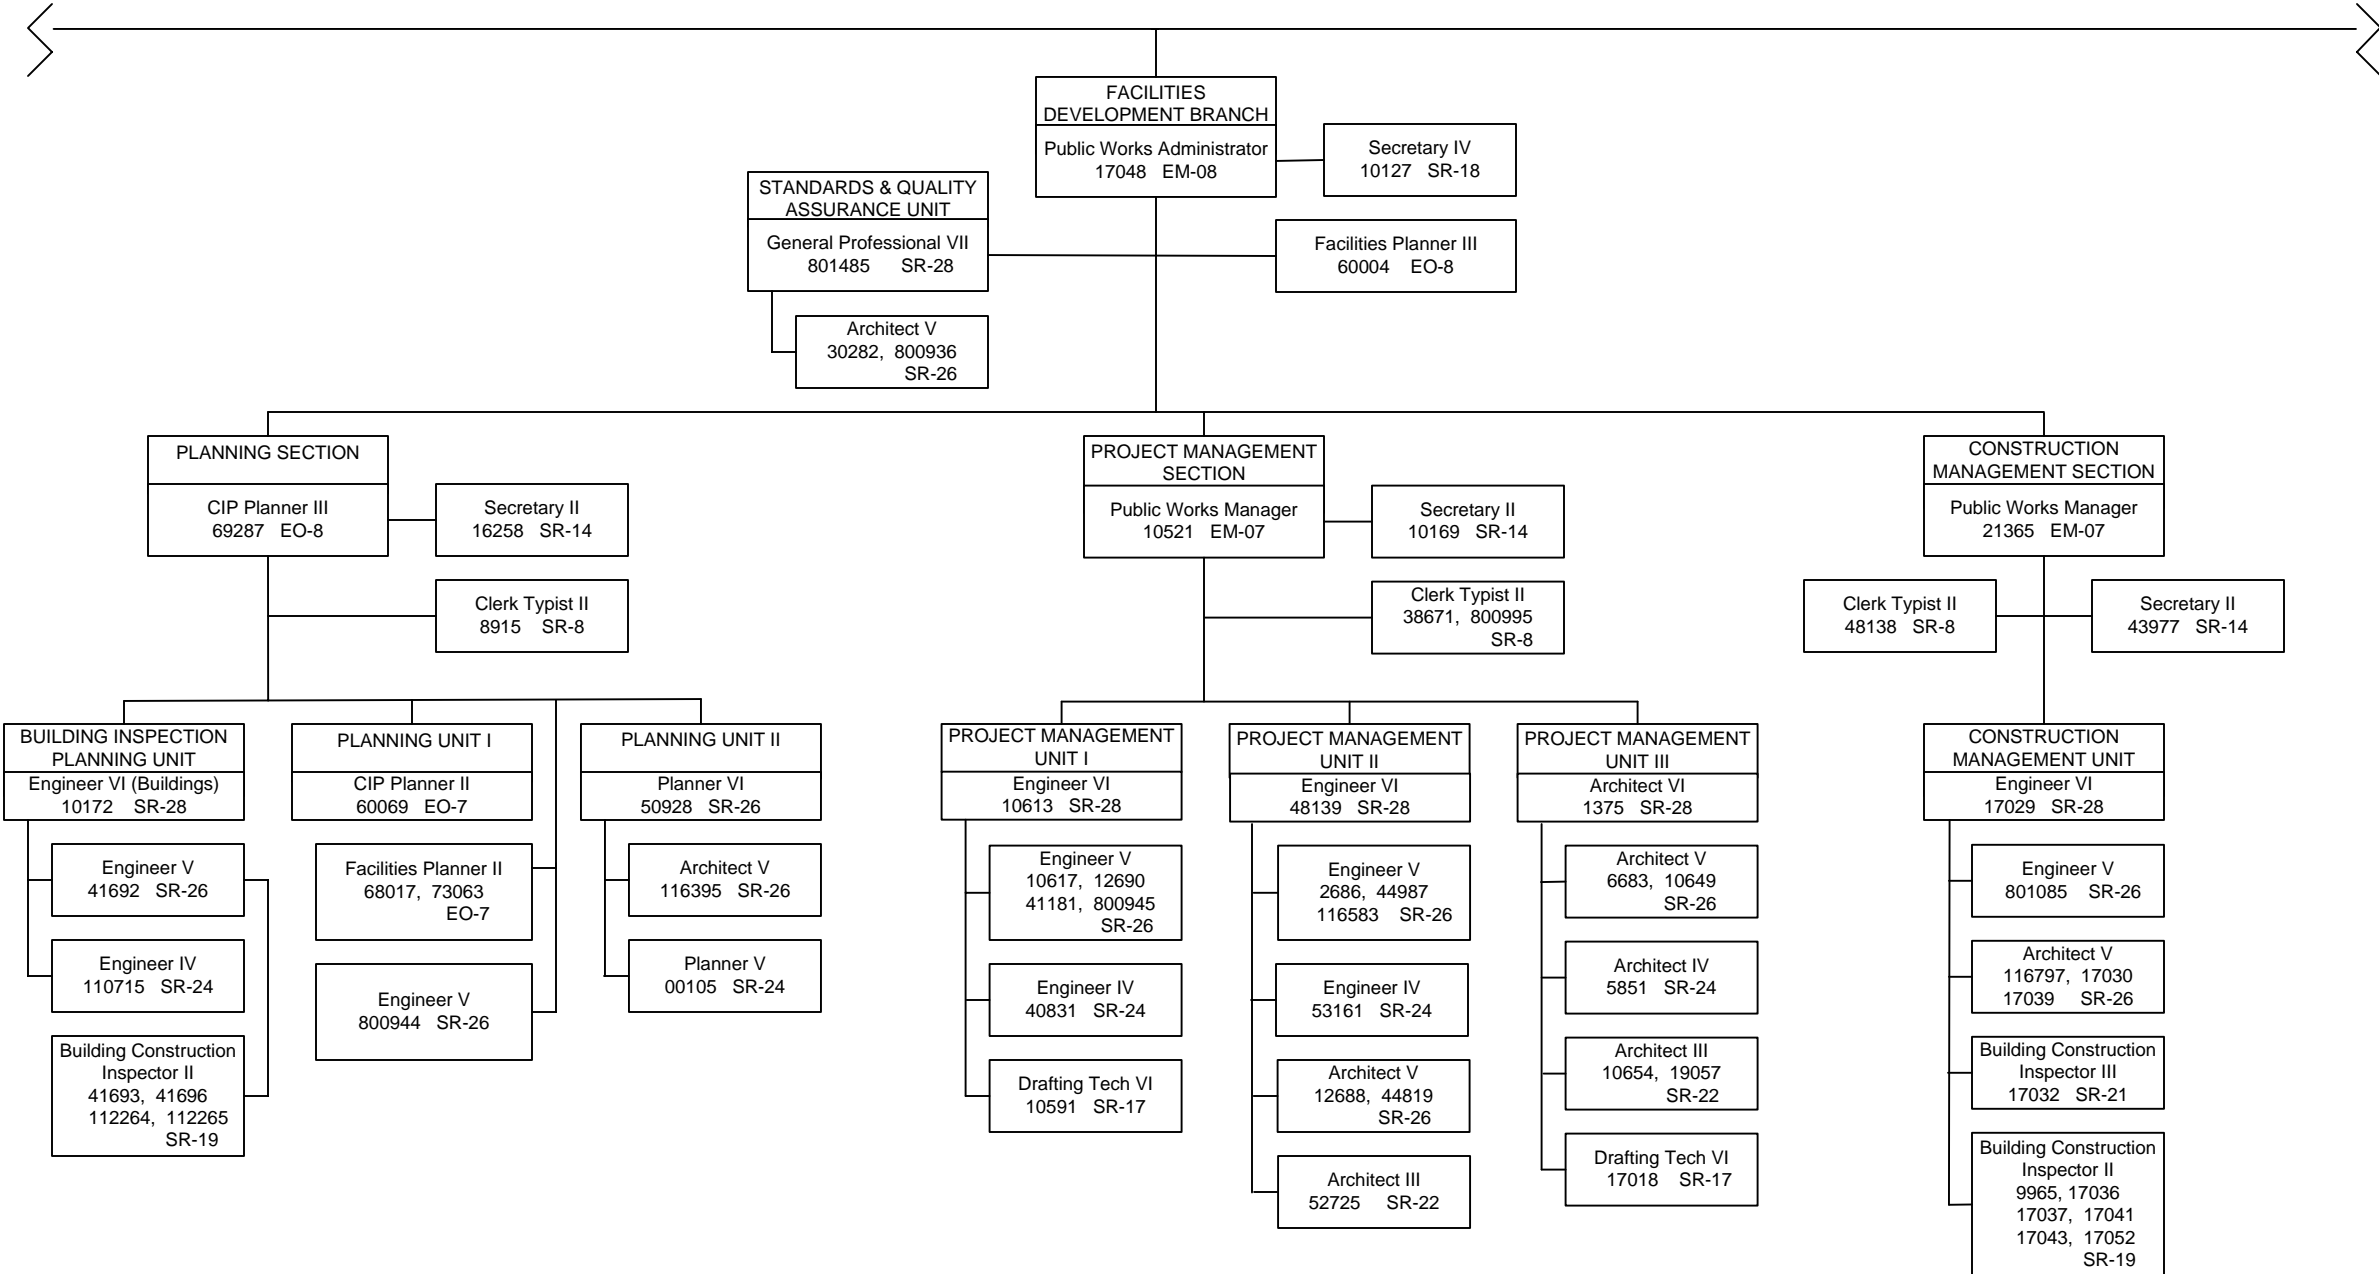 FACILITIES
DEVELOPMENT BRANCH
Public Works Administrator
17048 EM-08
Secretary IV
10127 SR-18
STANDARDS & QUALITY
ASSURANCE UNIT
General Professional VII
801485 SR-28
Facilities Planner III
60004 EO-8
Architect V
30282, 800936
SR-26
PLANNING SECTION
CIP Planner III
69287 EO-8
Secretary II
16258 SR-14
Clerk Typist II
8915 SR-8
PROJECT MANAGEMENT
SECTION
Public Works Manager
10521 EM-07
Secretary II
10169 SR-14
Clerk Typist II
38671, 800995
SR-8
CONSTRUCTION
MANAGEMENT SECTION
Public Works Manager
21365 EM-07
Clerk Typist II
48138 SR-8
Secretary II
43977 SR-14
BUILDING INSPECTION
PLANNING UNIT
Engineer VI (Buildings)
10172 SR-28
Engineer V
41692 SR-26
Engineer IV
110715 SR-24
Building Construction
Inspector II
41693, 41696
112264, 112265
SR-19
PLANNING UNIT I
CIP Planner II
60069 EO-7
Facilities Planner II
68017, 73063
EO-7
Engineer V
800944 SR-26
PLANNING UNIT II
Planner VI
50928 SR-26
Architect V
116395 SR-26
Planner V
00105 SR-24
PROJECT MANAGEMENT
UNIT I
Engineer VI
10613 SR-28
Engineer V
10617, 12690
41181, 800945
SR-26
Engineer IV
40831 SR-24
Drafting Tech VI
10591 SR-17
PROJECT MANAGEMENT
UNIT II
Engineer VI
48139 SR-28
Engineer V
2686, 44987
116583 SR-26
Engineer IV
53161 SR-24
Architect V
12688, 44819
SR-26
Architect III
52725 SR-22
PROJECT MANAGEMENT
UNIT III
Architect VI
1375 SR-28
Architect V
6683, 10649
SR-26
Architect IV
5851 SR-24
Architect III
10654, 19057
SR-22
Drafting Tech VI
17018 SR-17
CONSTRUCTION
MANAGEMENT UNIT
Engineer VI
17029 SR-28
Engineer V
801085 SR-26
Architect V
116797, 17030
17039 SR-26
Building Construction
Inspector III
17032 SR-21
Building Construction
Inspector II
9965, 17036
17037, 17041
17043, 17052
SR-19